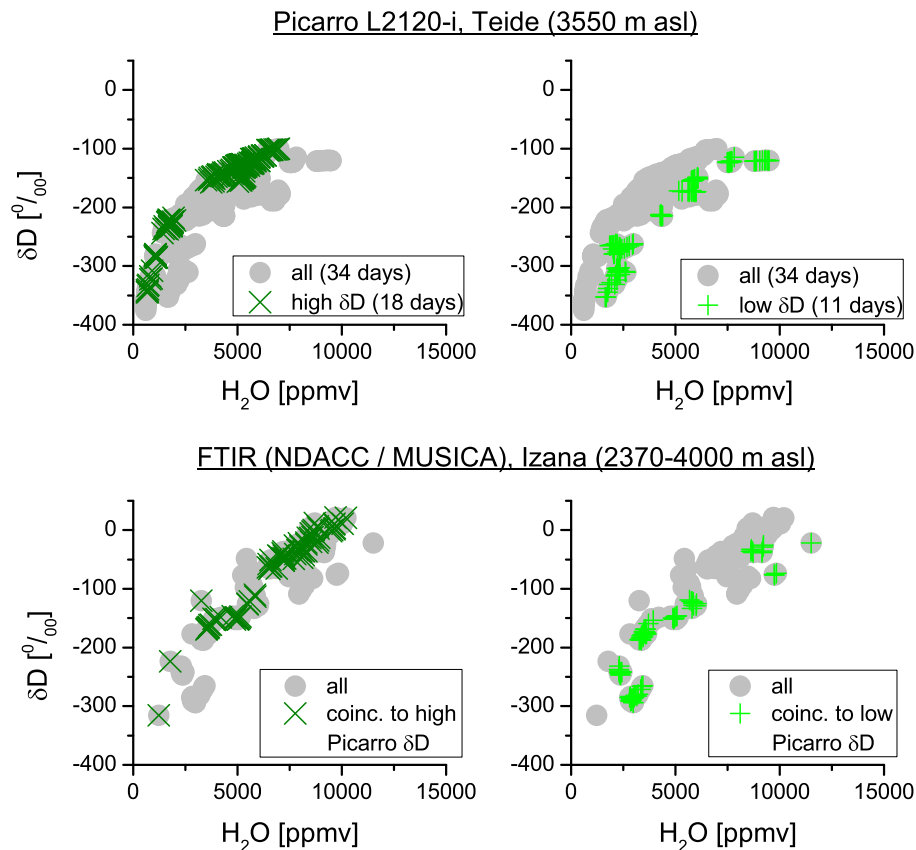 Picarro L2120-i, Teide (3550 m asl)
0
-100
-200
-300
-400
δD [⁰/₀₀]
all (34 days)
high δD (18 days)
0
5000
10000
15000
H₂O [ppmv]
0
-100
-200
-300
-400
all (34 days)
low δD (11 days)
0
5000
10000
15000
H₂O [ppmv]
FTIR (NDACC / MUSICA), Izana (2370-4000 m asl)
0
-100
-200
-300
-400
δD [⁰/₀₀]
all
coinc. to high
Picarro δD
0
5000
10000
15000
H₂O [ppmv]
0
-100
-200
-300
-400
all
coinc. to low
Picarro δD
0
5000
10000
15000
H₂O [ppmv]